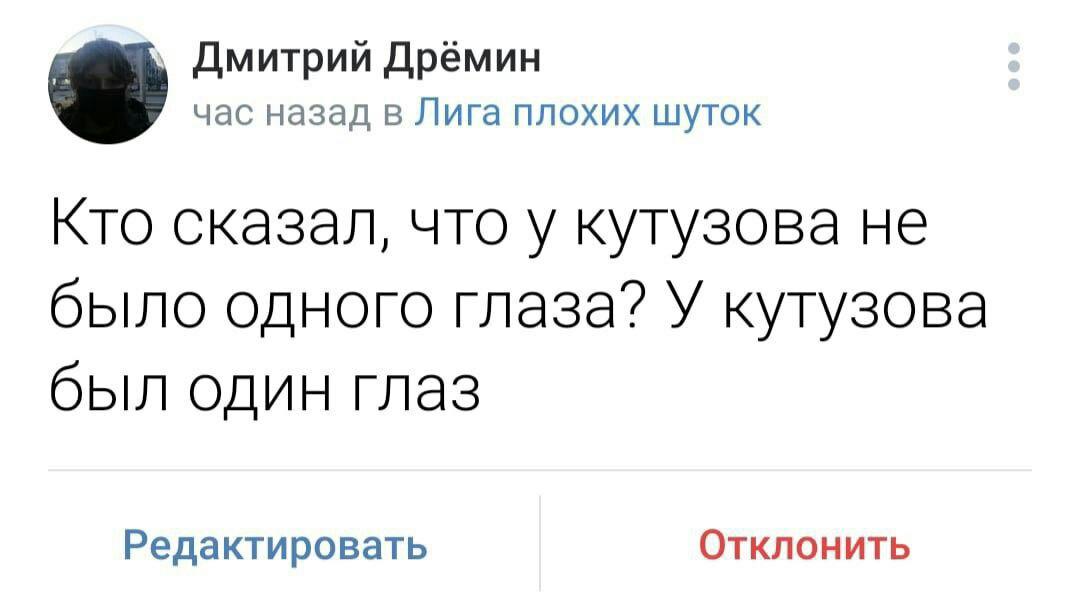 Дмитрий Дрёмин
час назад в Лига плохих шуток
Кто сказал, что у кутузова не
было одного глаза? У кутузова
был один глаз
Редактировать
Отклонить